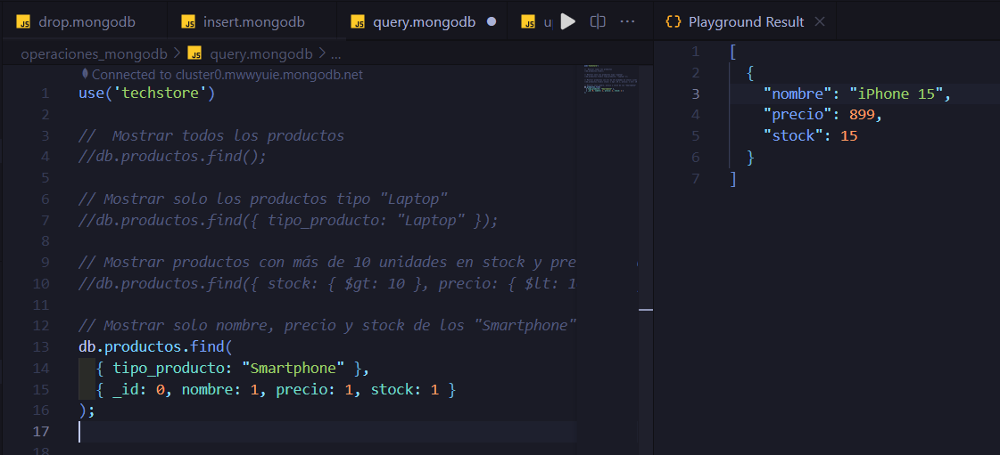 drop.mongodb
insert.mongodb
query.mongodb
Playground Result
operaciones_mongodb > query.mongodb > ...
Connected to cluster0.mwwyuie.mongodb.net
1 use('techstore')
2
3 //  Mostrar todos los productos
4 //db.productos.find();
5
6 // Mostrar solo los productos tipo "Laptop"
7 //db.productos.find({ tipo_producto: "Laptop" });
8
9 // Mostrar productos con más de 10 unidades en stock y pre
10 //db.productos.find({ stock: { $gt: 10 }, precio: { $lt: 1
11
12 // Mostrar solo nombre, precio y stock de los "Smartphone"
13 db.productos.find(
14   { tipo_producto: "Smartphone" },
15   { _id: 0, nombre: 1, precio: 1, stock: 1 }
16 );
17
18
1 [
2   {
3     "nombre": "iPhone 15",
4     "precio": 899,
5     "stock": 15
6   }
7 ]